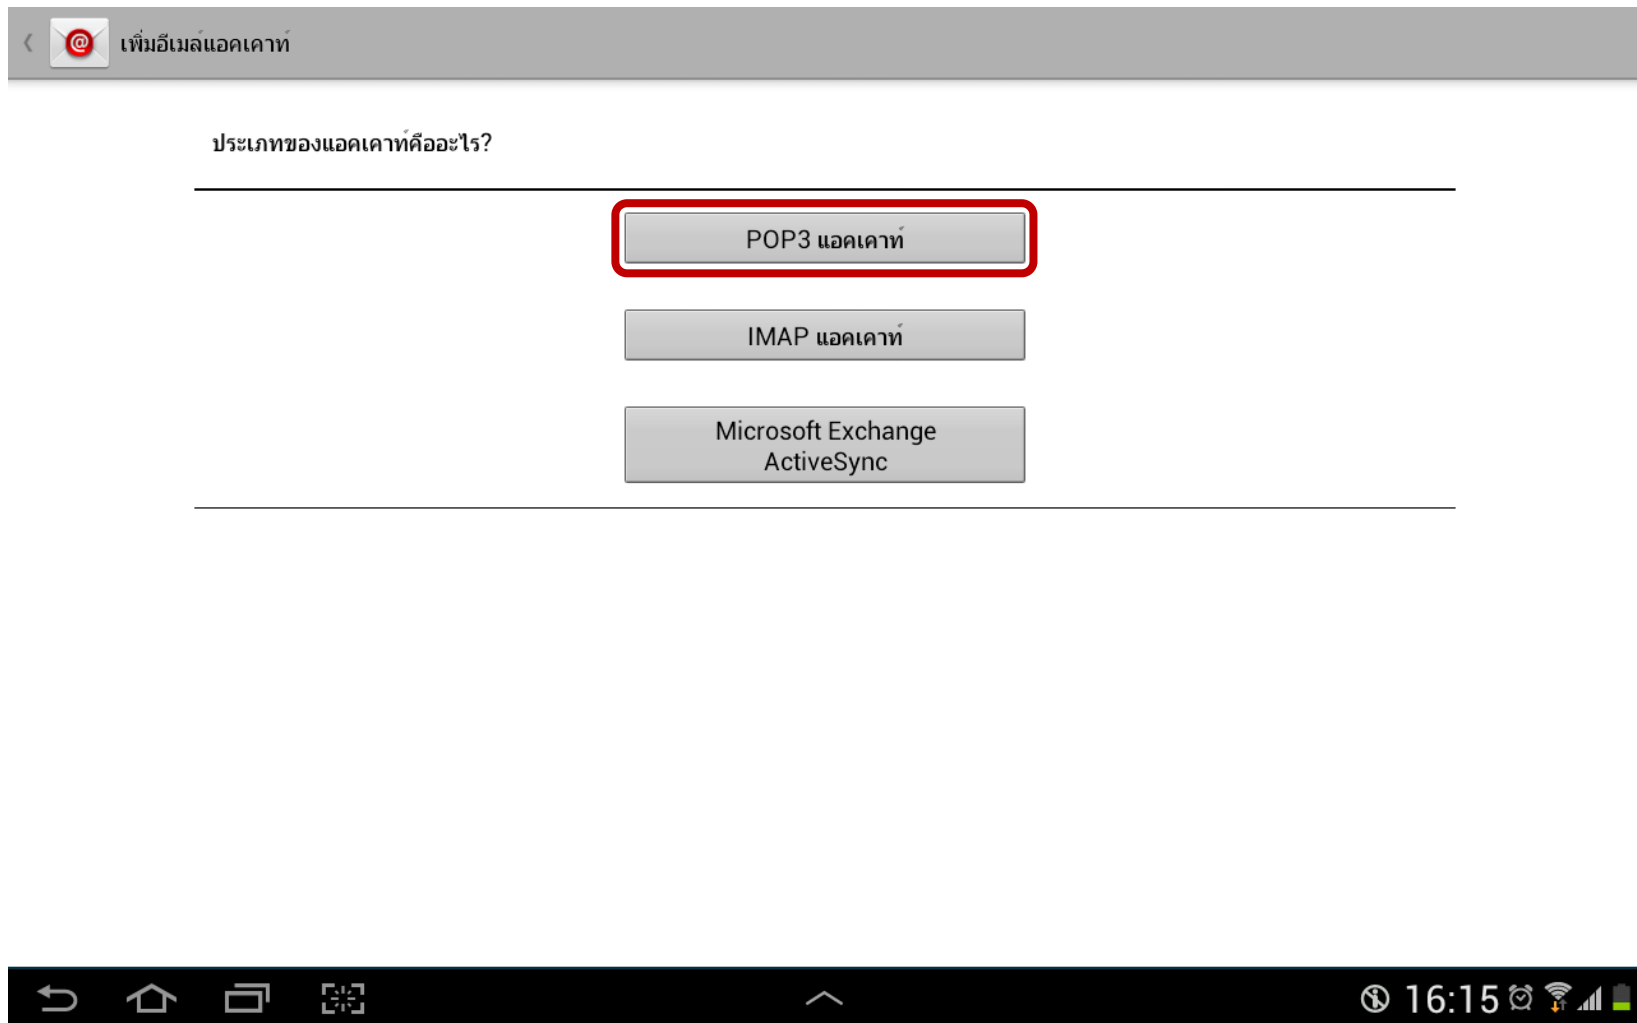 เพิ่มอีเมล์แอคเคาท์
ประเภทของแอคเคาท์คืออะไร?
POP3 แอคเคาท์
IMAP แอคเคาท์
Microsoft Exchange
ActiveSync
16:15